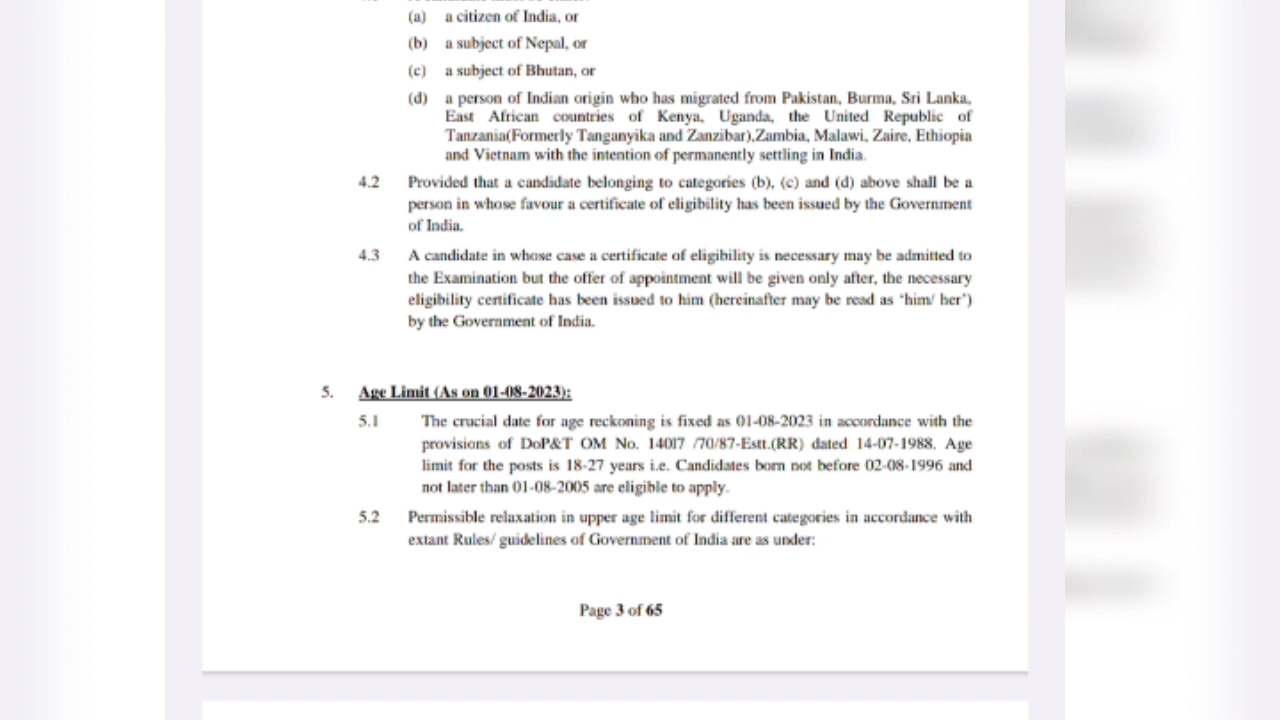 (a) a citizen of India, or
(b) a subject of Nepal, or
(c) a subject of Bhutan, or
(d) a person of Indian origin who has migrated from Pakistan, Burma, Sri Lanka,
East African countries of Kenya, Uganda, the United Republic of
Tanzania(Formerly Tanganyika and Zanzibar),Zambia, Malawi, Zaire, Ethiopia
and Vietnam with the intention of permanently settling in India.
4.2 Provided that a candidate belonging to categories (b), (c) and (d) above shall be a
person in whose favour a certificate of eligibility has been issued by the Government
of India.
4.3 A candidate in whose case a certificate of eligibility is necessary may be admitted to
the Examination but the offer of appointment will be given only after, the necessary
eligibility certificate has been issued to him (hereinafter may be read as "him/ her")
by the Government of India.
5. Age Limit (As on 01-08-2023):
5.1 The crucial date for age reckoning is fixed as 01-08-2023 in accordance with the
provisions of DoP&T OM No. 14017 /70/87-Estt.(RR) dated 14-07-1988. Age
limit for the posts is 18-27 years i.e. Candidates born not before 02-08-1996 and
not later than 01-08-2005 are eligible to apply.
5.2 Permissible relaxation in upper age limit for different categories in accordance with
extant Rules/ guidelines of Government of India are as under:
Page 3 of 65